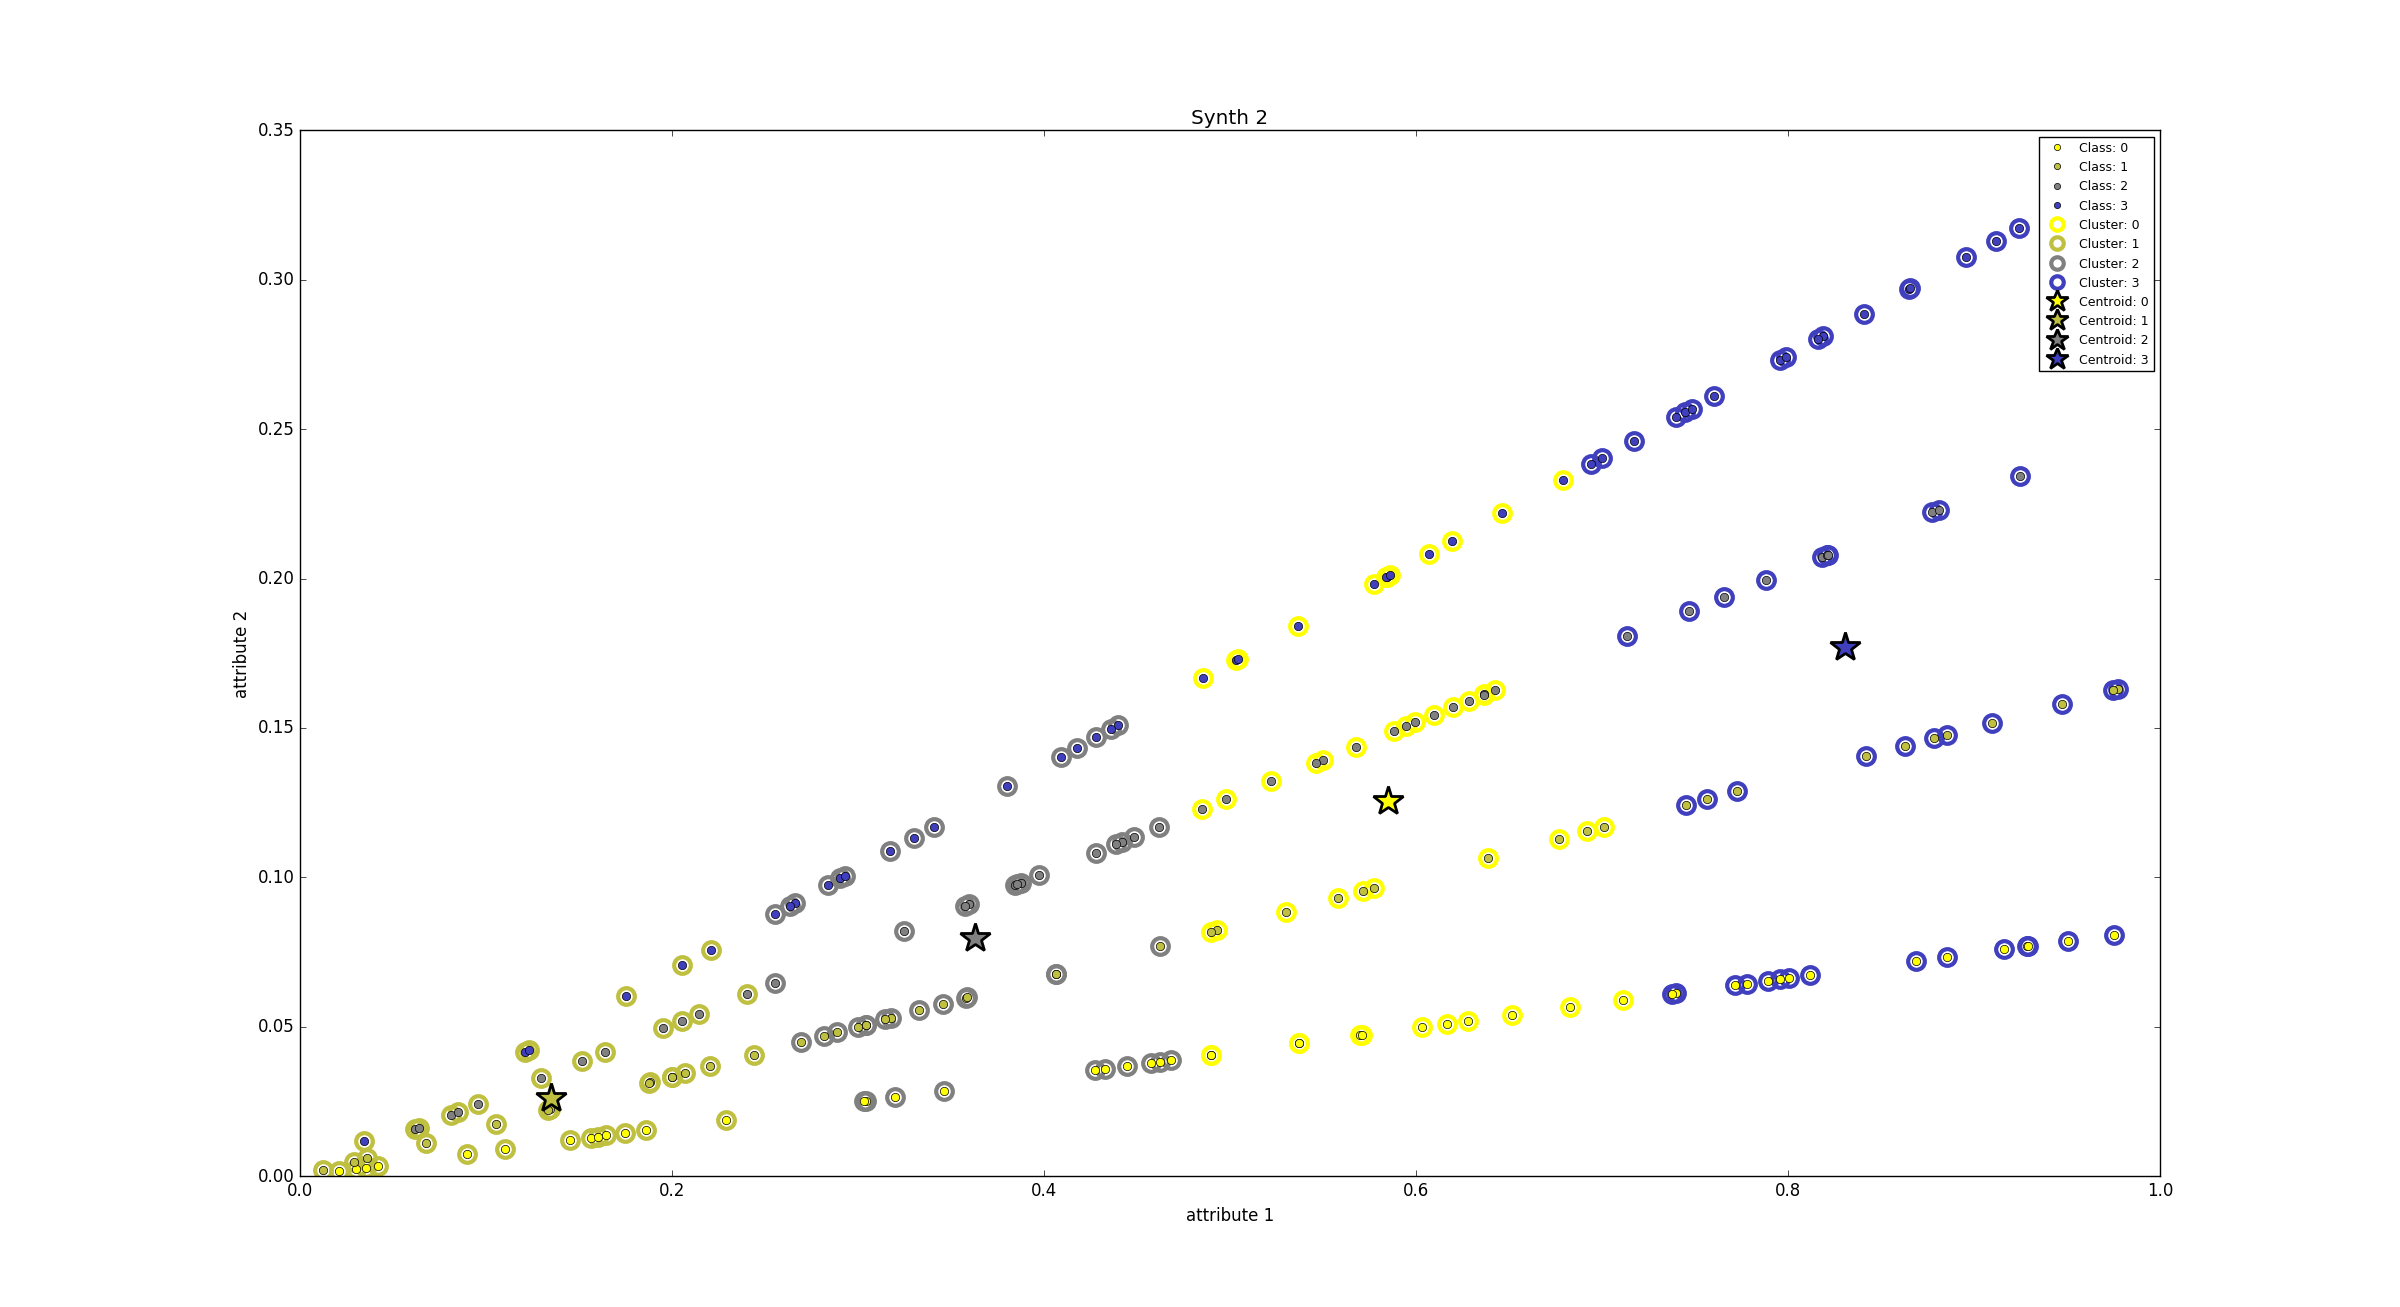 Synth 2
0.35
0.30
0.25
0.20
0.15
0.10
0.05
0.00
attribute 2
0.0
0.2
0.4
0.6
0.8
1.0
attribute 1
Class: 0
Class: 1
Class: 2
Class: 3
Cluster: 0
Cluster: 1
Cluster: 2
Cluster: 3
Centroid: 0
Centroid: 1
Centroid: 2
Centroid: 3